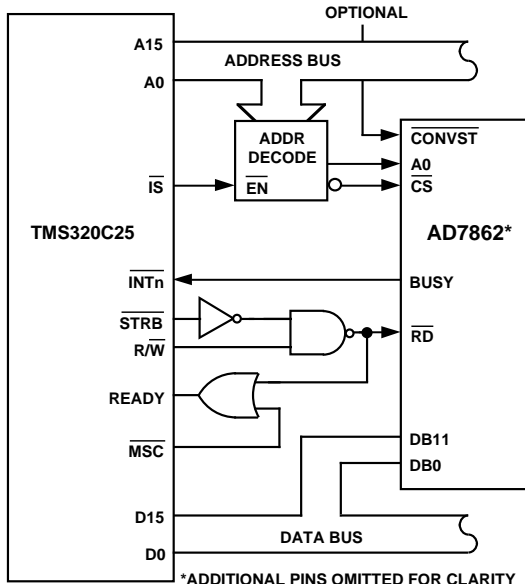 OPTIONAL
A15
ADDRESS BUS
A0
ADDR
DECODE
CONVST
A0
IS
EN
CS
TMS320C25
AD7862*
INTn
BUSY
STRB
R/W
RD
READY
MSC
DB11
DB0
D15
DATA BUS
D0
*ADDITIONAL PINS OMITTED FOR CLARITY